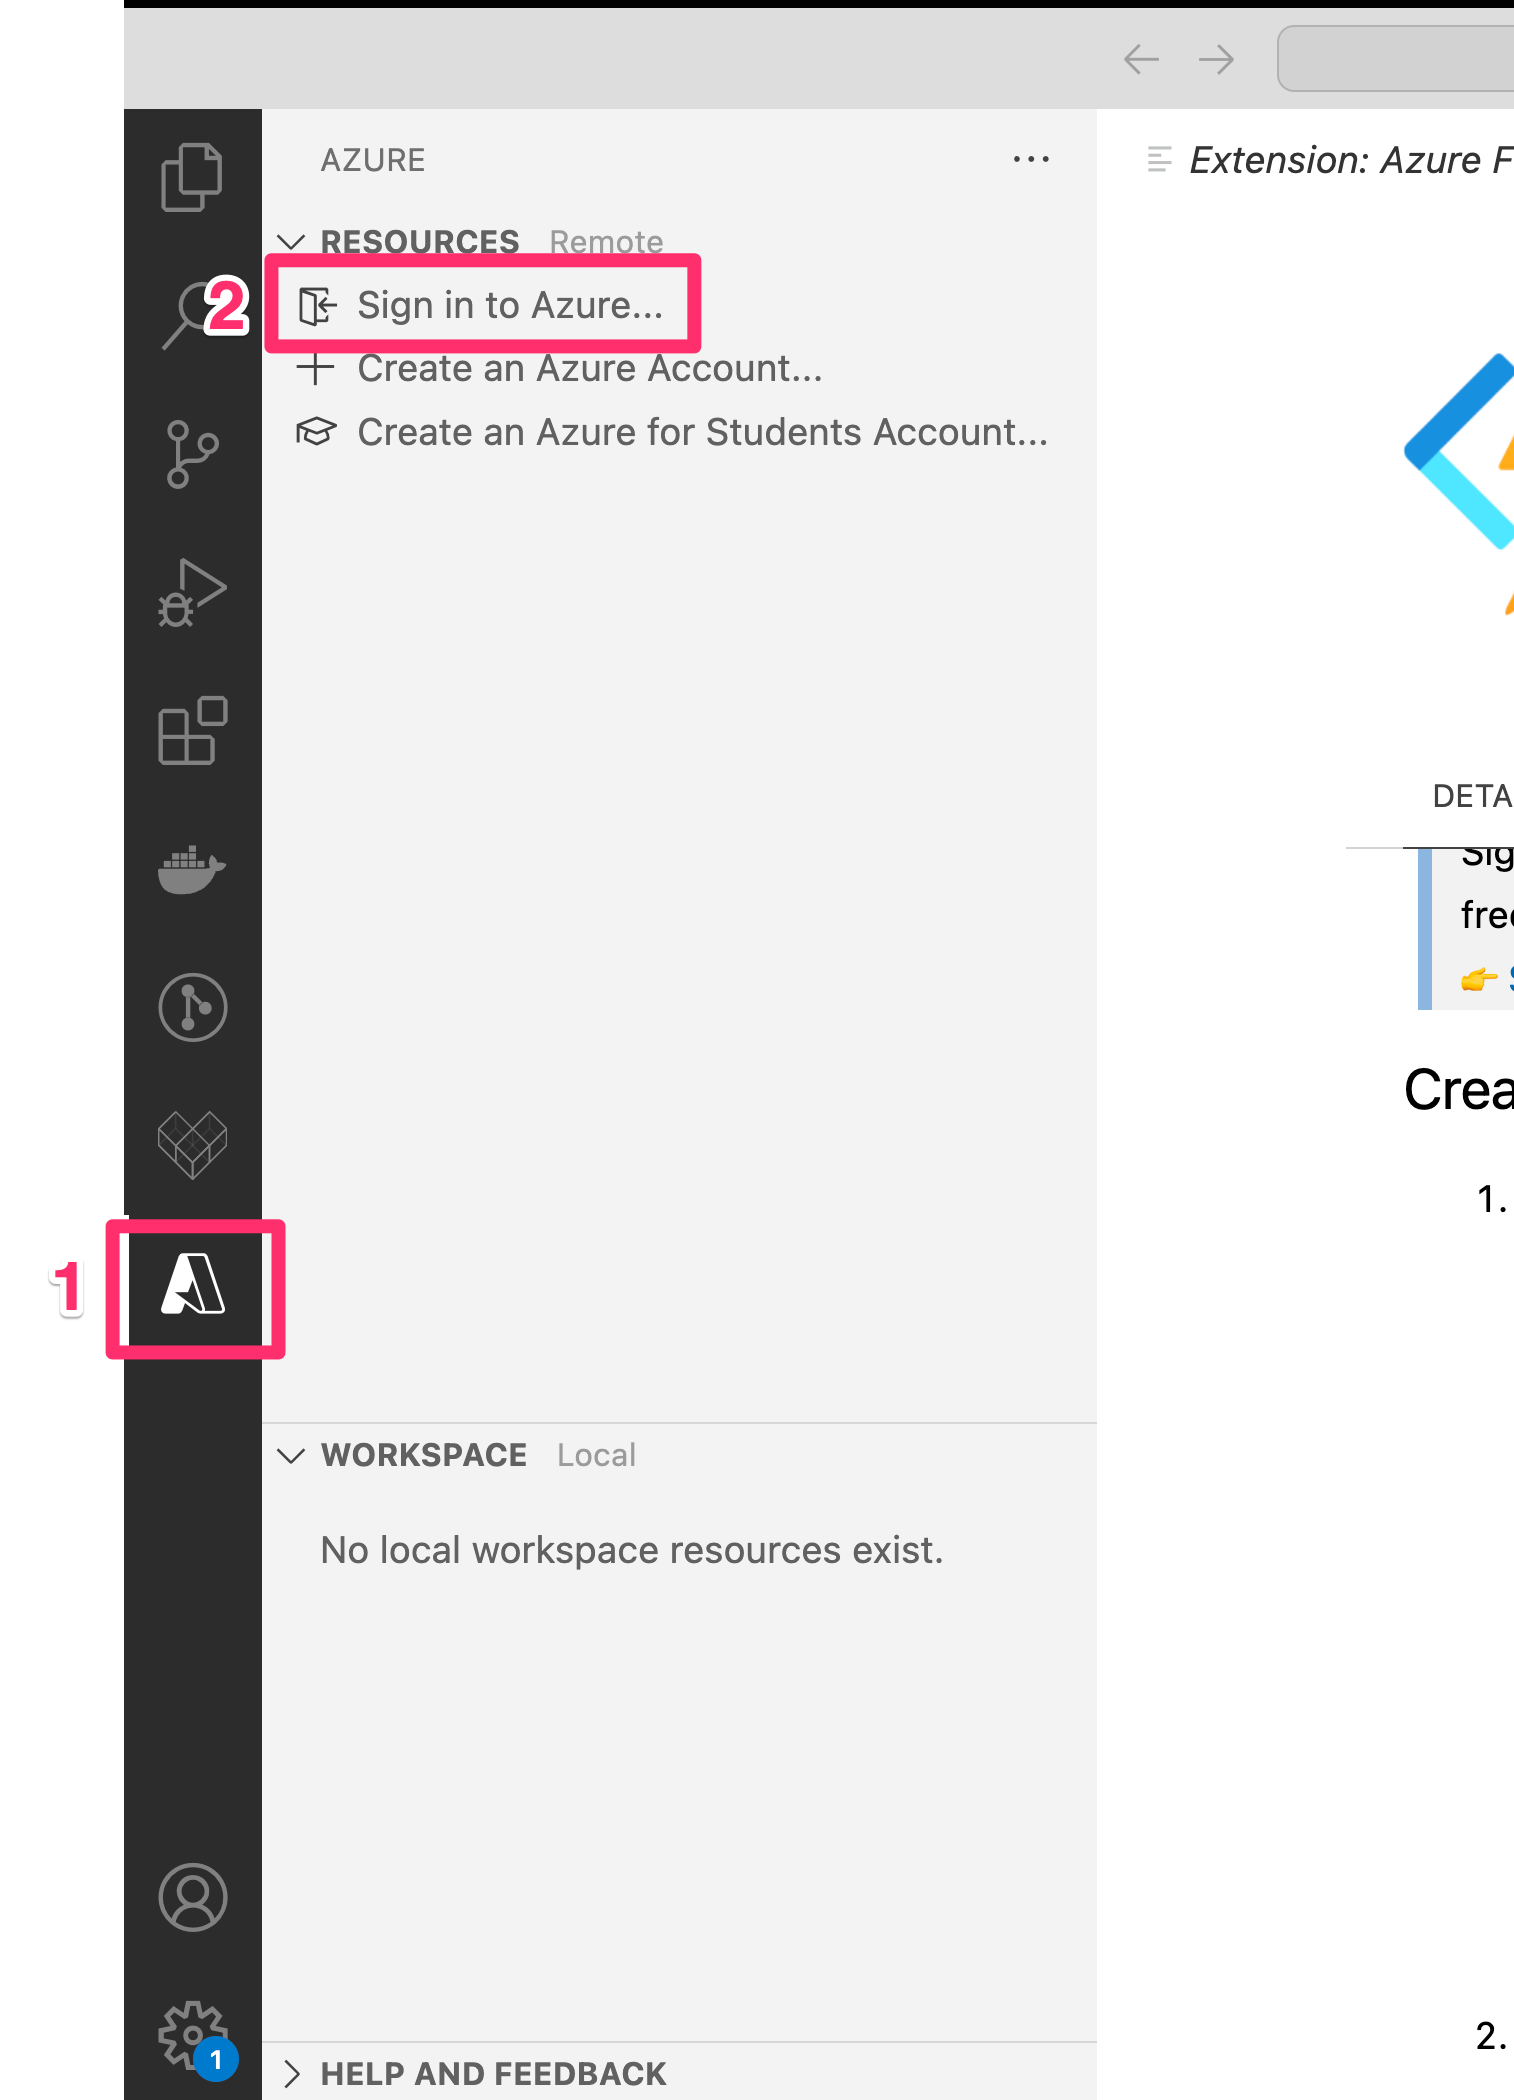 AZURE
Extension: Azure F
RESOURCES Remote
2
Sign in to Azure...
Create an Azure Account...
Create an Azure for Students Account...
DETA
Sig
free
Crea
1.
1
WORKSPACE Local
No local workspace resources exist.
2.
1
HELP AND FEEDBACK